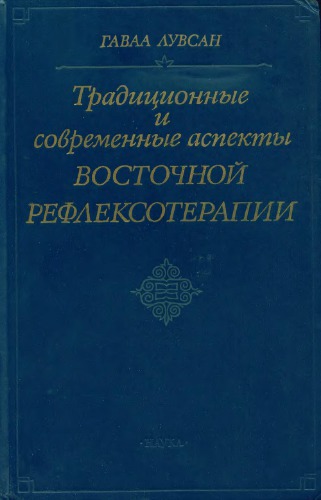 ГАВАА ЛУВСАН
Традиционные
и
современные аспекты
ВОСТОЧНОЙ
РЕФЛЕКСОТЕРАПИИ
·НАУКА·